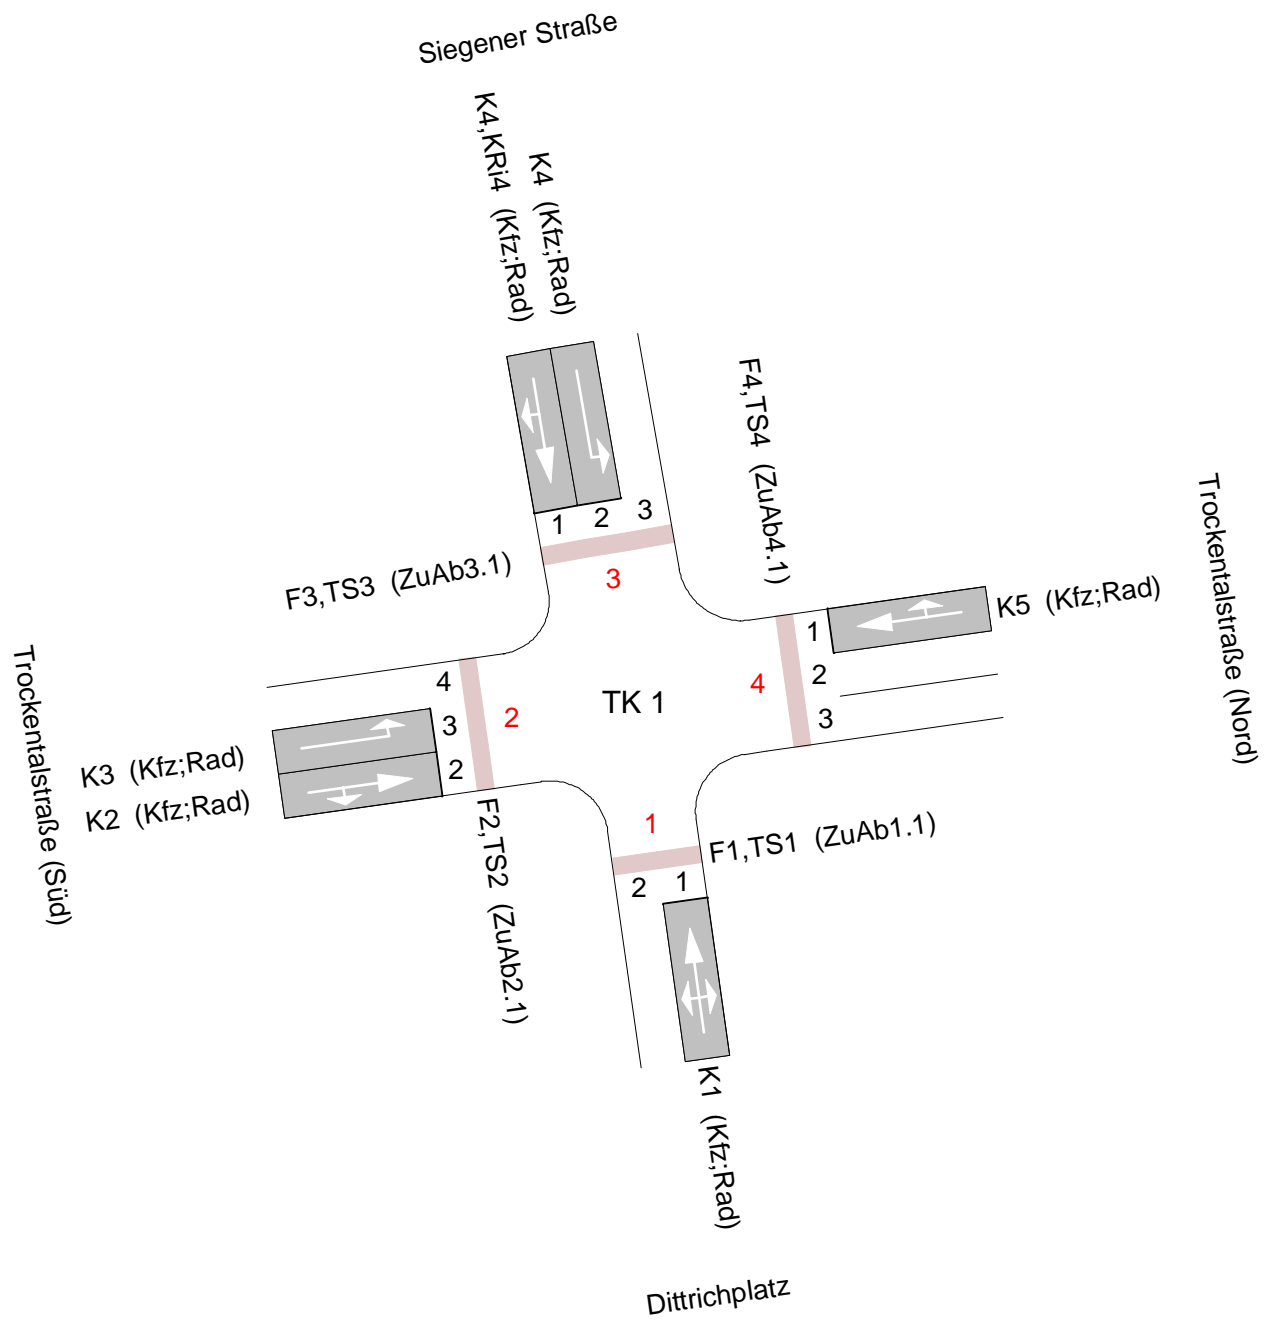 Siegener Straße
K4,KRi4 (Kfz;Rad)
K4 (Kfz;Rad)
F4,TS4 (ZuAb4.1)
1 2 3
F3,TS3 (ZuAb3.1)
3
Trockentalstraße (Nord)
K5 (Kfz;Rad)
1
2
3
4
TK 1
Trockentalstraße (Süd)
4
3
2
2
K3 (Kfz;Rad)
K2 (Kfz;Rad)
F2,TS2 (ZuAb2.1)
1
F1,TS1 (ZuAb1.1)
2 1
K1 (Kfz;Rad)
Dittrichplatz